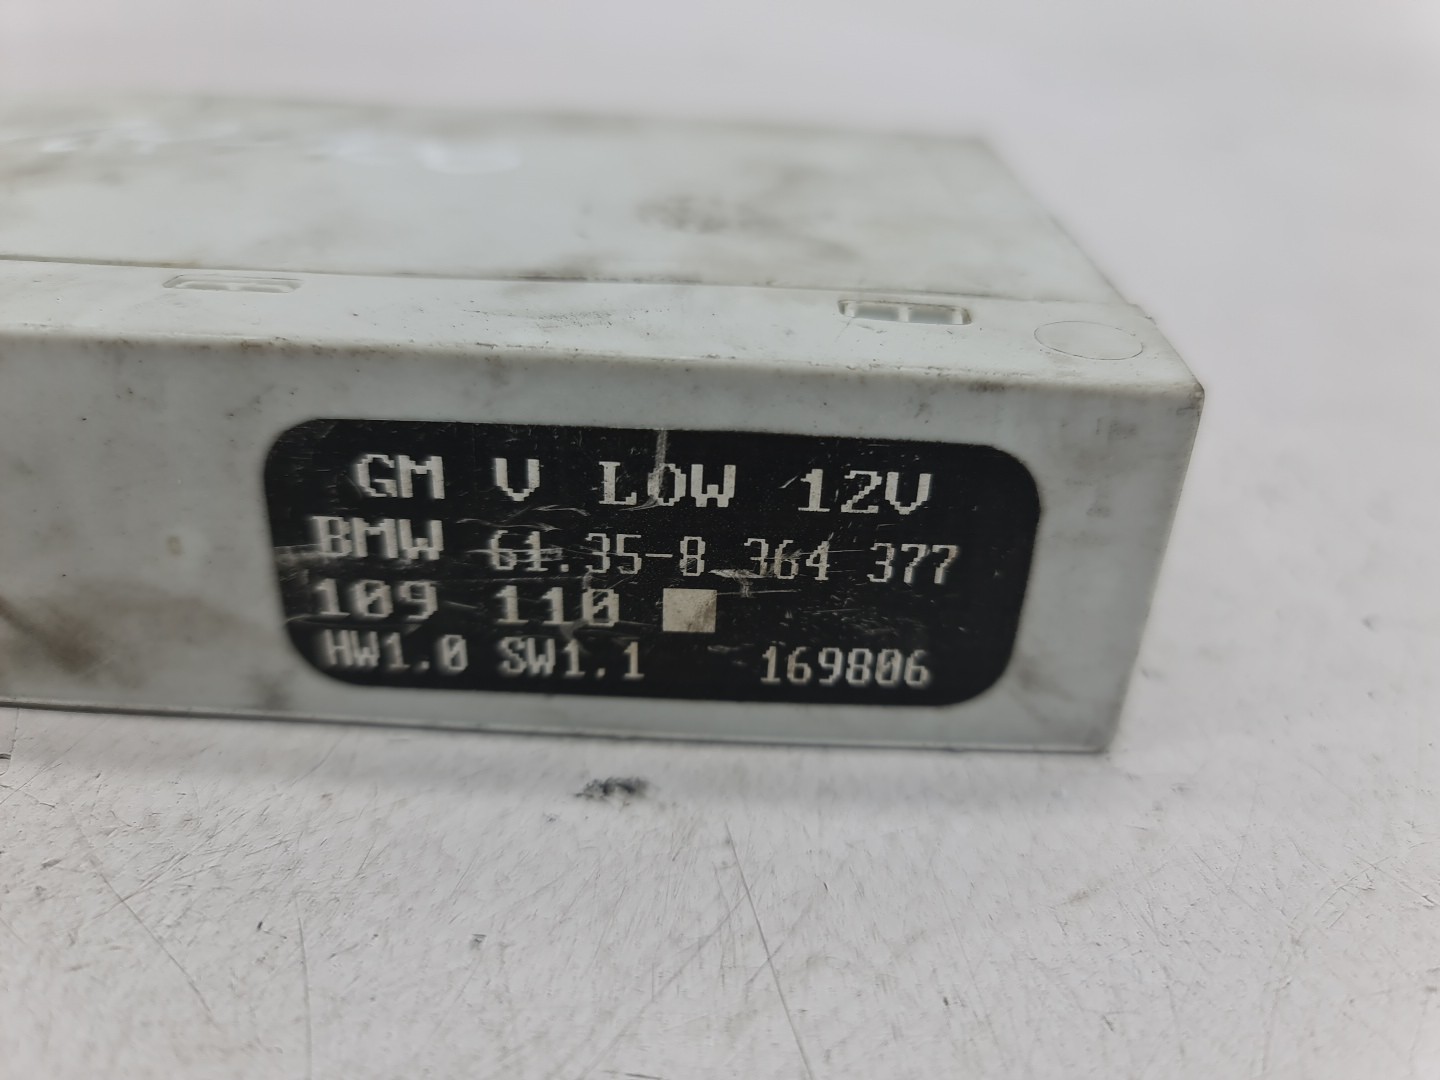 GM V LOW 12V
BMW 61.35-8 364 377
109 110
HW1.0 SW1.1 169806